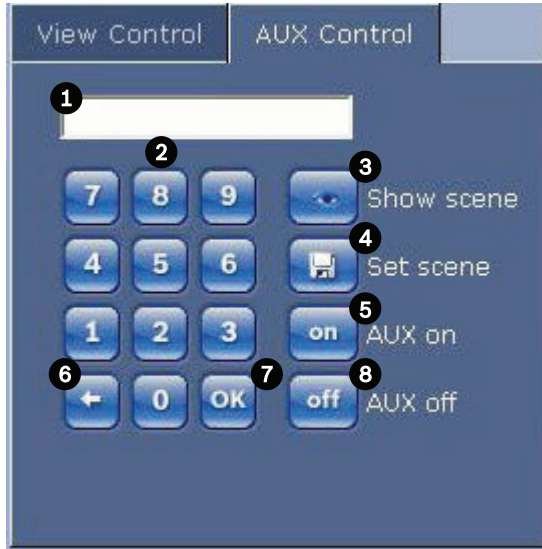 View Control AUX Control
1
2
3
7 8 9 Show scene
4
4 5 6 Set scene
5
1 2 3 on AUX on
6 7 8
0 OK off AUX off